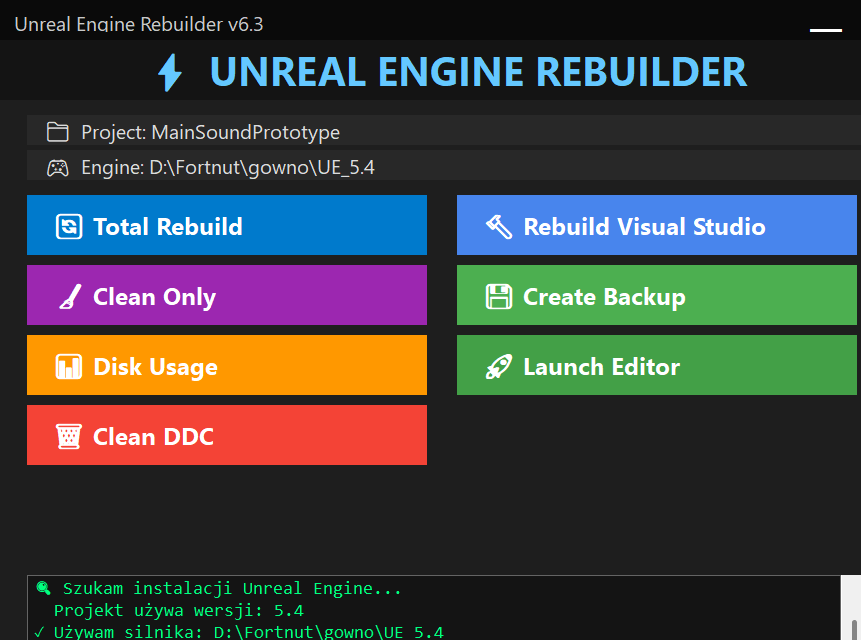 Unreal Engine Rebuilder v6.3
UNREAL ENGINE REBUILDER
Project: MainSoundPrototype
Engine: D:\Fortnut\gowno\UE_5.4
Total Rebuild
Rebuild Visual Studio
Clean Only
Create Backup
Disk Usage
Launch Editor
Clean DDC
Szukam instalacji Unreal Engine...
Projekt używa wersji: 5.4
✓ Używam silnika: D:\Fortnut\gowno\UE_5.4